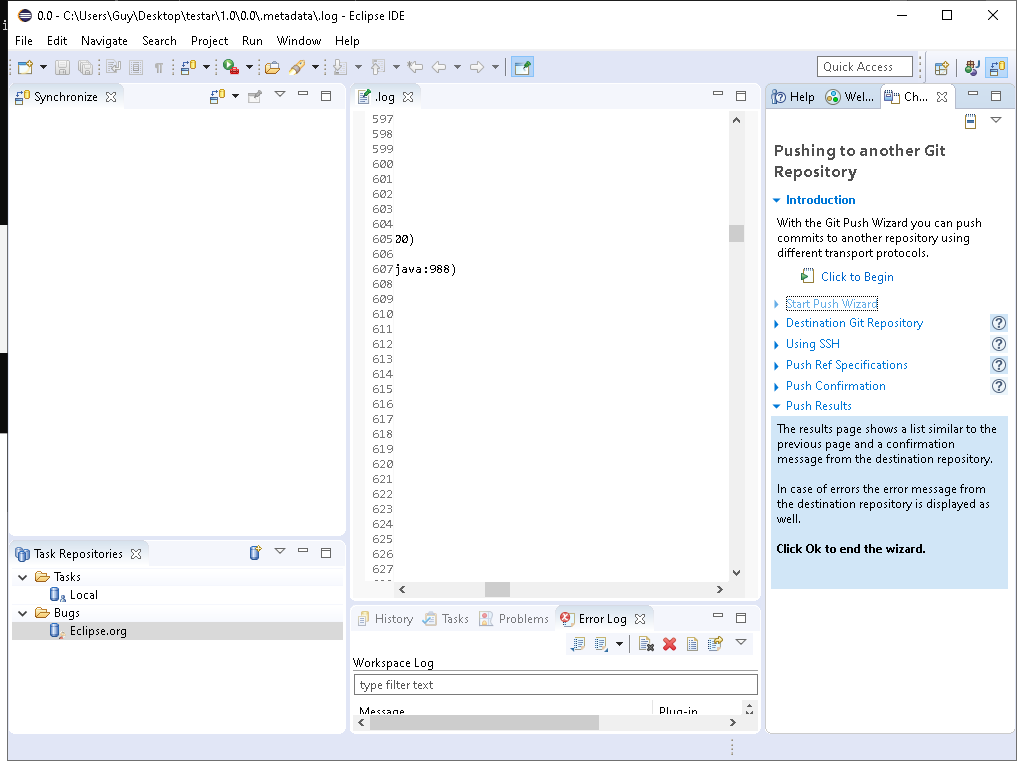 0.0 - C:\Users\Guy\Desktop\testar\1.0\0.0\.metadata\.log - Eclipse IDE
File Edit Navigate Search Project Run Window Help
Quick Access
Synchronize
.log
597
598
599
600
601
602
603
604
605 00)
606
607 java:988)
608
609
610
611
612
613
614
615
616
617
618
619
620
621
622
623
624
625
626
627
Help Wel... Ch...
Pushing to another Git
Repository
Introduction
With the Git Push Wizard you can push
commits to another repository using
different transport protocols.
Click to Begin
Start Push Wizard
Destination Git Repository
Using SSH
Push Ref Specifications
Push Confirmation
Push Results
The results page shows a list similar to the
previous page and a confirmation
message from the destination repository.
In case of errors the error message from
the destination repository is displayed as
well.
Click Ok to end the wizard.
Task Repositories
Tasks
Local
Bugs
Eclipse.org
History Tasks Problems Error Log
Workspace Log
type filter text
Message Plug-in